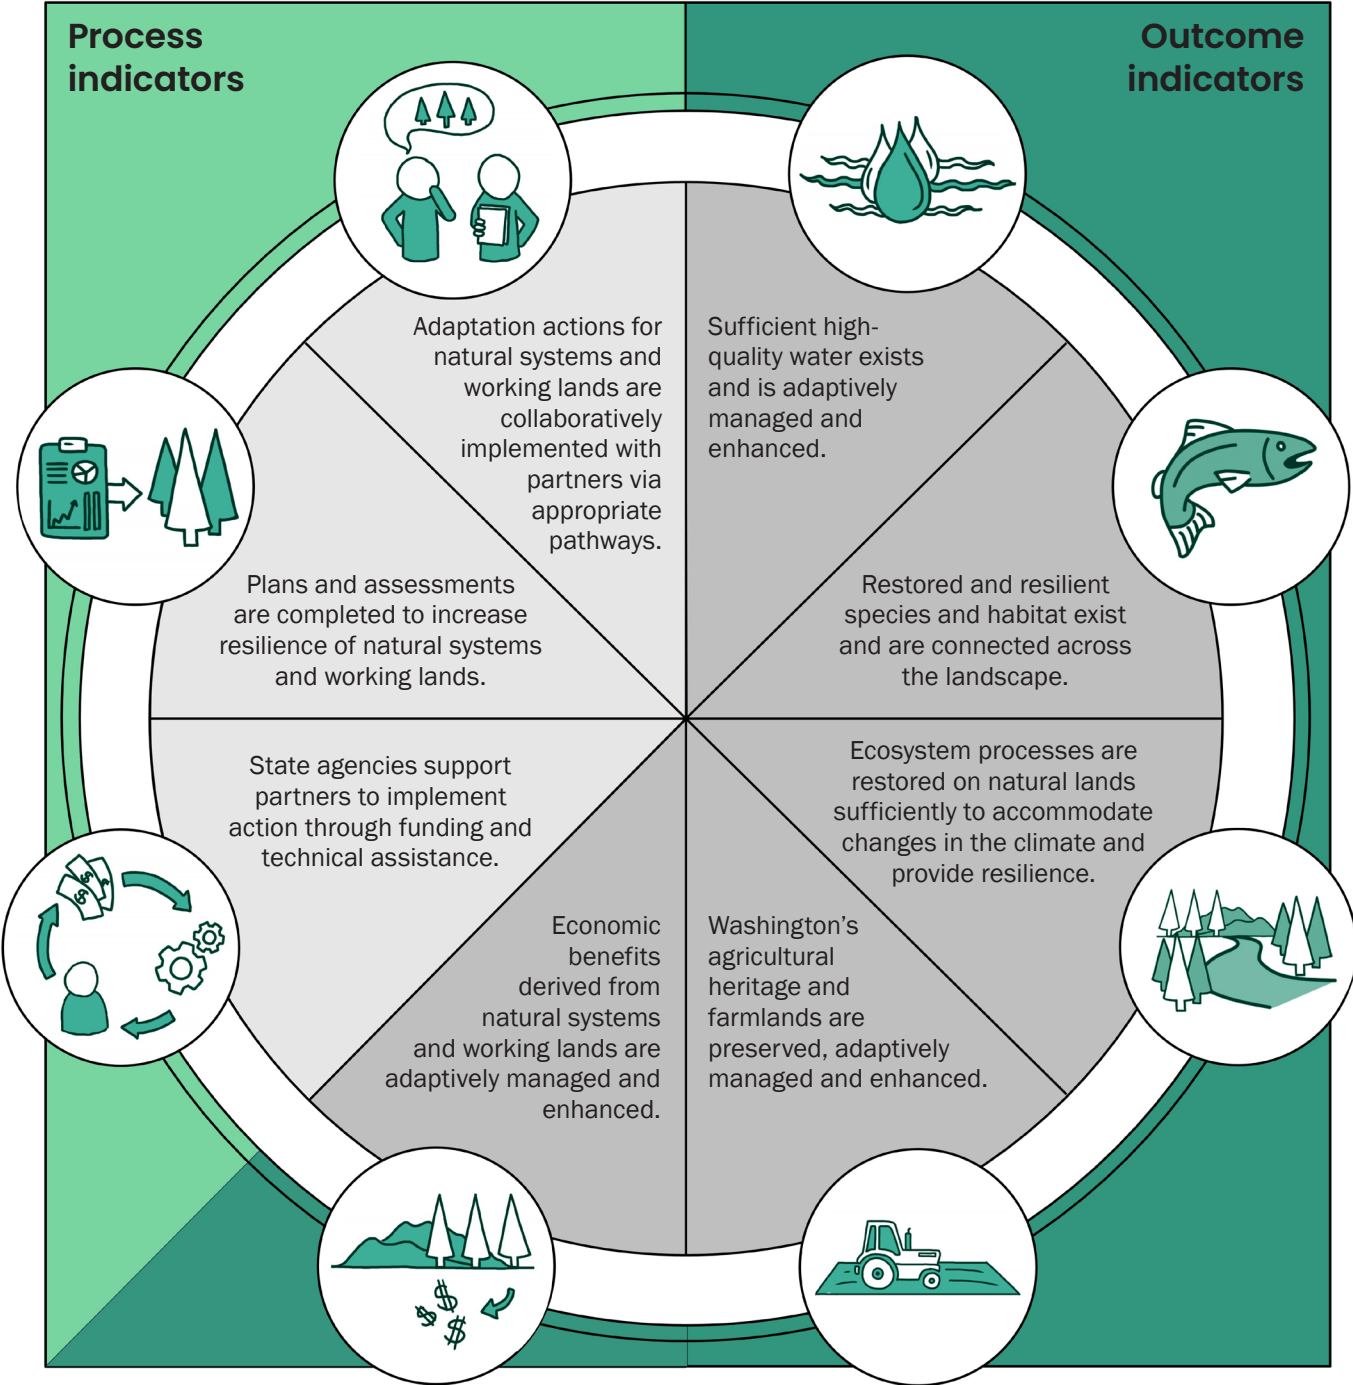 Process
indicators
Outcome
indicators
Adaptation actions for
natural systems and
working lands are
collaboratively
implemented with
partners via
appropriate
pathways.
Sufficient high-
quality water exists
and is adaptively
managed and
enhanced.
Plans and assessments
are completed to increase
resilience of natural systems
and working lands.
Restored and resilient
species and habitat exist
and are connected across
the landscape.
State agencies support
partners to implement
action through funding and
technical assistance.
Ecosystem processes are
restored on natural lands
sufficiently to accommodate
changes in the climate and
provide resilience.
Economic
benefits
derived from
natural systems
and working lands are
adaptively managed and
enhanced.
Washington's
agricultural
heritage and
farmlands are
preserved, adaptively
managed and enhanced.